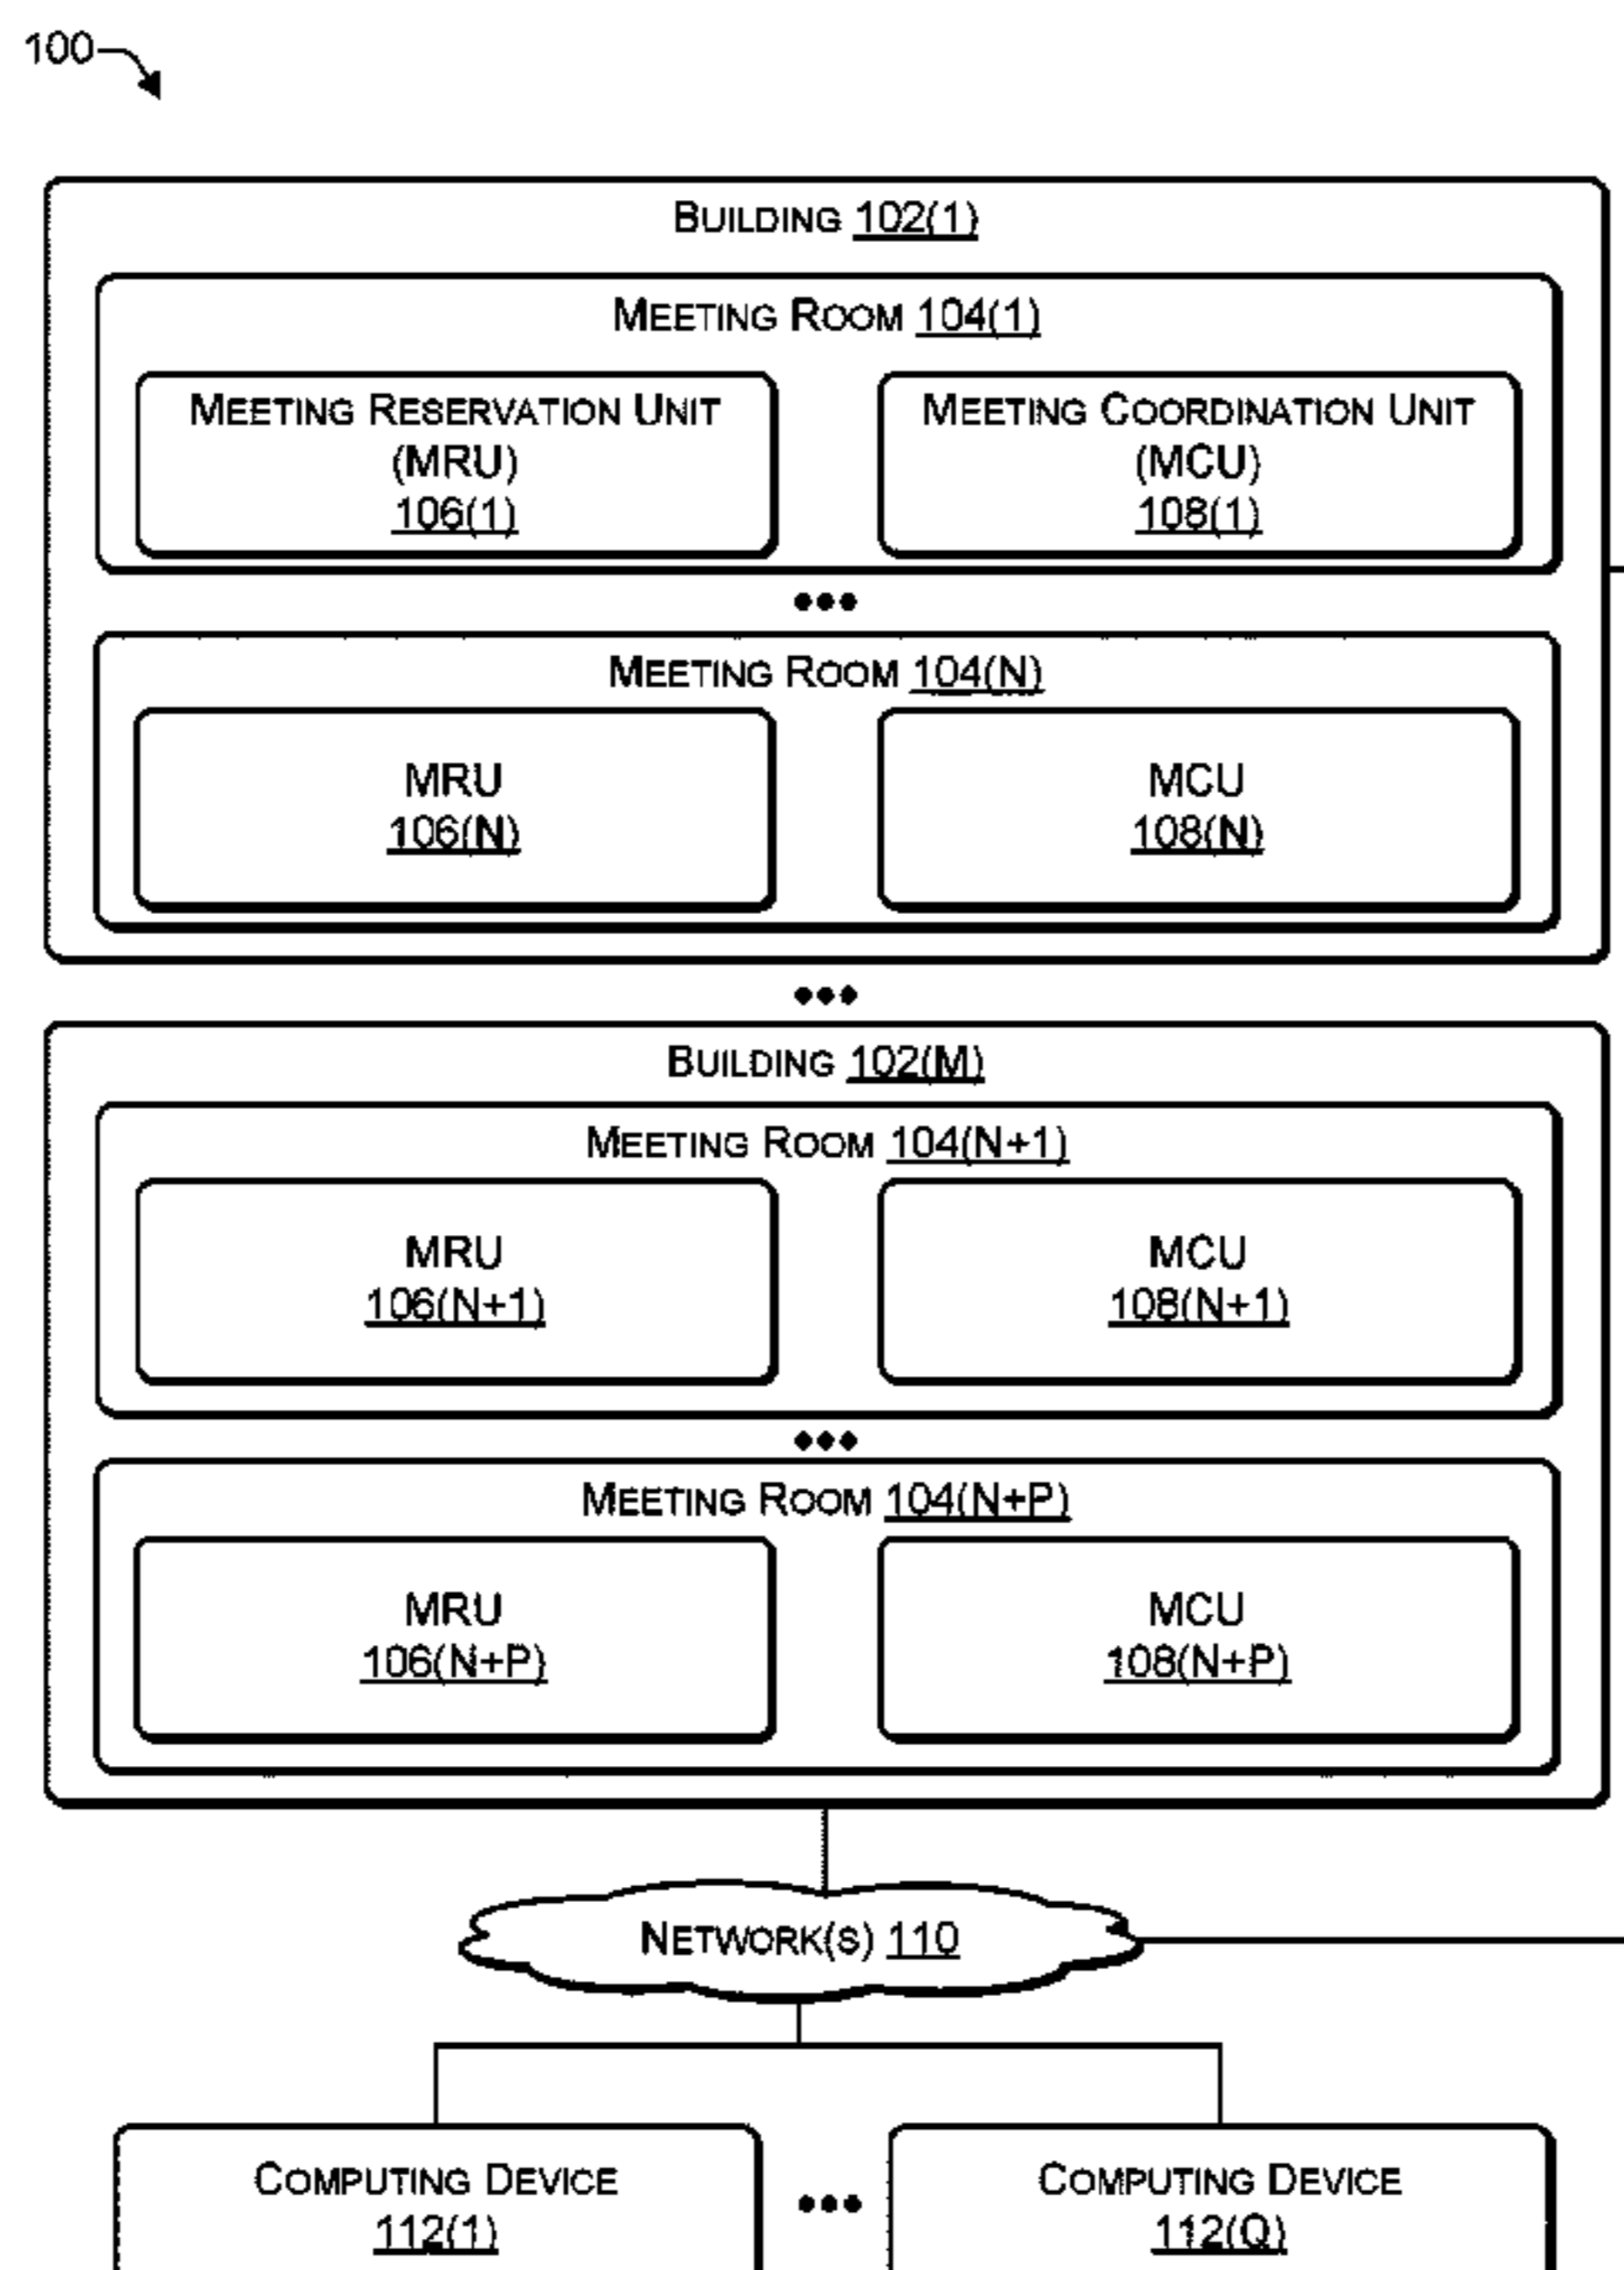 100
BUILDING 102(1)
MEETING ROOM 104(1)
MEETING RESERVATION UNIT
(MRU)
106(1)
MEETING COORDINATION UNIT
(MCU)
108(1)
MEETING ROOM 104(N)
MRU
106(N)
MCU
108(N)
BUILDING 102(M)
MEETING ROOM 104(N+1)
MRU
106(N+1)
MCU
108(N+1)
MEETING ROOM 104(N+P)
MRU
106(N+P)
MCU
108(N+P)
NETWORK(S) 110
COMPUTING DEVICE
112(1)
COMPUTING DEVICE
112(Q)